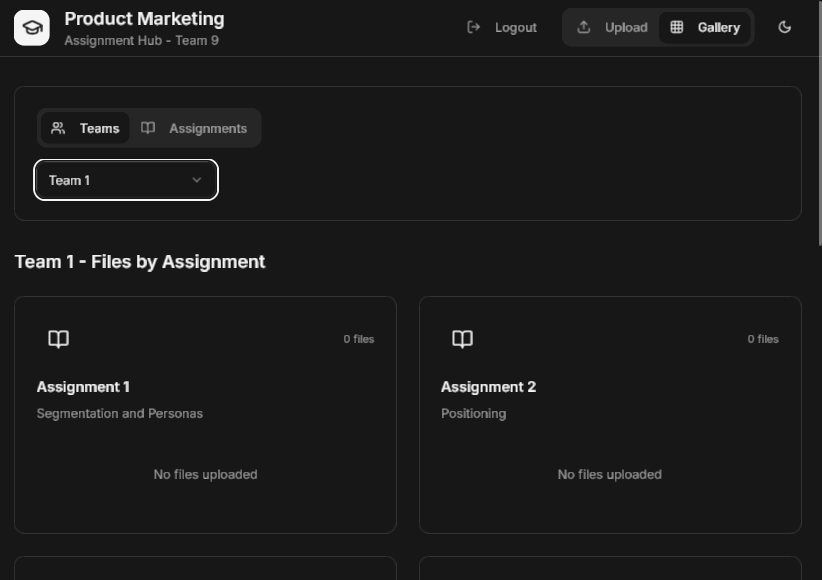 Product Marketing
Assignment Hub - Team 9
Logout
Upload
Gallery
Teams
Assignments
Team 1
Team 1 - Files by Assignment
0 files
Assignment 1
Segmentation and Personas
No files uploaded
0 files
Assignment 2
Positioning
No files uploaded